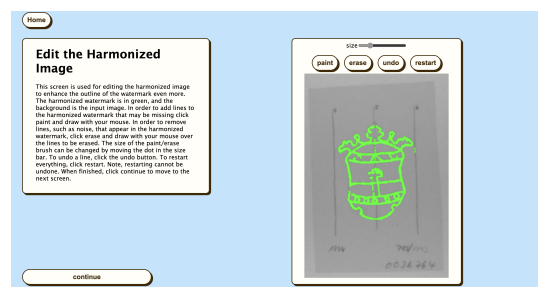 Home
Edit the Harmonized
Image
This screen is used for editing the harmonized image
to enhance the outline of the watermark even more.
The harmonized watermark is in green, and the
background is the input image. In order to add lines to
the harmonized watermark that may be missing click
paint and draw with your mouse. In order to remove
lines, such as noise, that appear in the harmonized
watermark, click erase and draw with your mouse over
the lines to be erased. The size of the paint/erase
brush can be changed by moving the dot in the size
bar. To undo a line, click the undo button. To restart
everything, click restart. Note, restarting cannot be
undone. When finished, click continue to move to the
next screen.
continue
size
paint erase undo restart